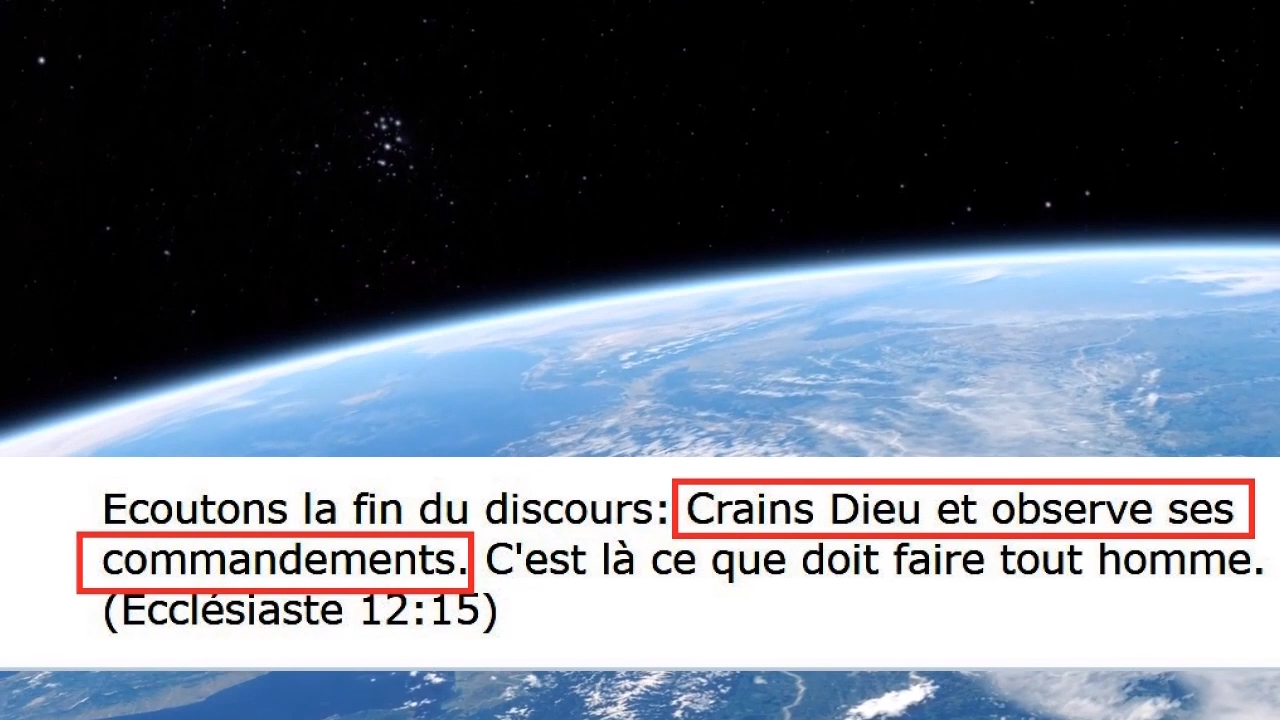 Ecoutons la fin du discours: Crains Dieu et observe ses
commandements. C'est là ce que doit faire tout homme.
(Ecclésiaste 12:15)